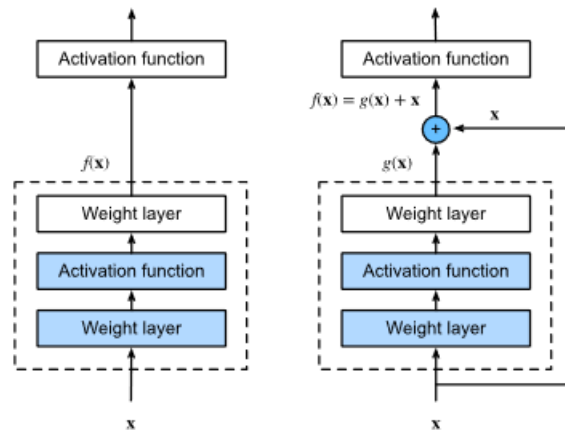 Activation function
f(x)
Weight layer
Activation function
Weight layer
x
Activation function
f(x) = g(x) + x
x
+
g(x)
Weight layer
Activation function
Weight layer
x